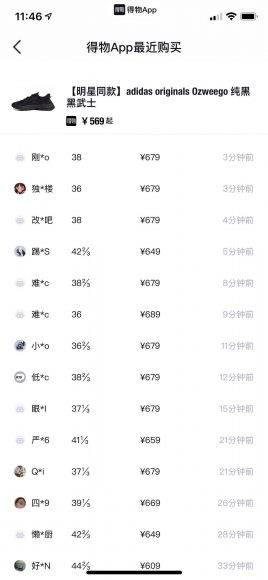 11:46
得物App
得物App最近购买
【明星同款】adidas originals Ozweego 纯黑
黑武士
得物 ¥569起
刚*o 38 ¥679 3分钟前
独*楼 36 ¥679 3分钟前
改*吧 38 ¥679 4分钟前
踢*S 42⅔ ¥649 5分钟前
难*c 38⅔ ¥679 8分钟前
难*c 36 ¥689 9分钟前
小*o 36⅔ ¥679 11分钟前
低*c 38⅔ ¥679 12分钟前
眼*l 37⅓ ¥679 15分钟前
严*6 41⅓ ¥659 21分钟前
Q*i 37⅓ ¥679 21分钟前
四*9 39⅓ ¥669 26分钟前
懒*厨 42⅔ ¥649 28分钟前
好*N 44⅔ ¥609 33分钟前